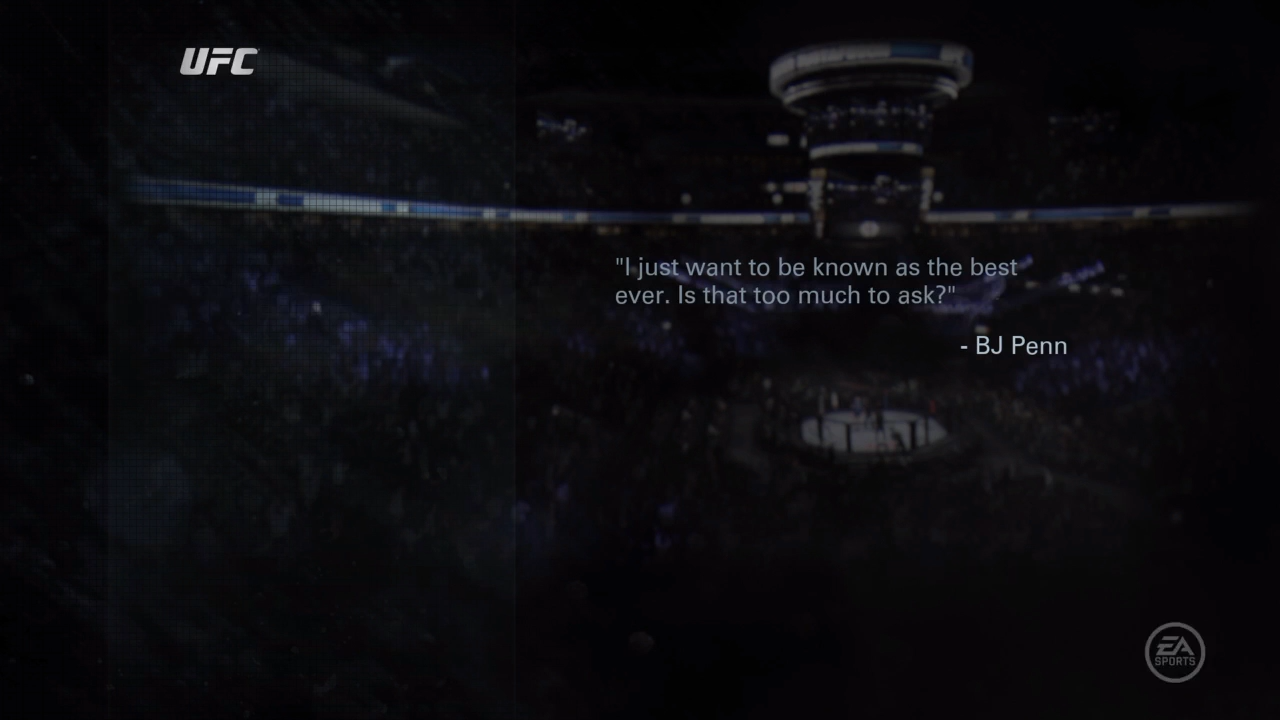 UFC
"I just want to be known as the best
ever. Is that too much to ask?"
- BJ Penn
EA
SPORTS